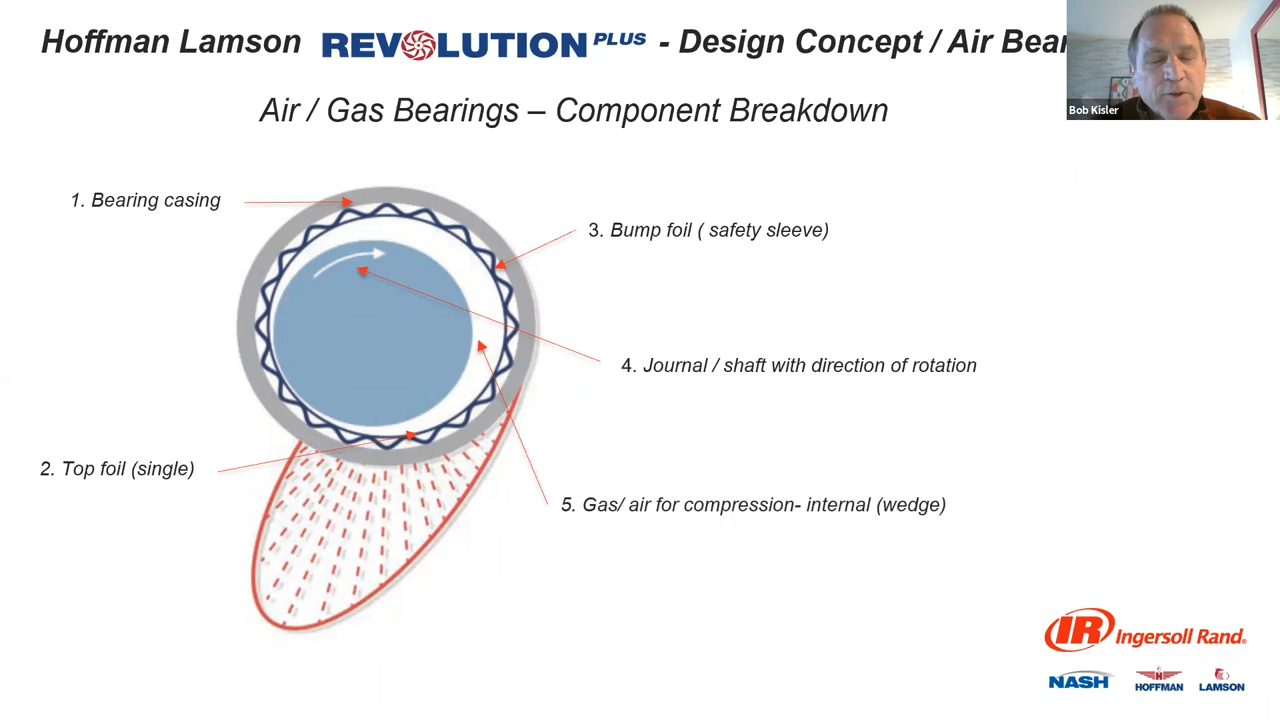 Hoffman Lamson REVOLUTION PLUS - Design Concept / Air Bear
Bob Kisler
Air / Gas Bearings – Component Breakdown
1. Bearing casing
3. Bump foil ( safety sleeve)
4. Journal / shaft with direction of rotation
2. Top foil (single)
5. Gas/ air for compression- internal (wedge)
IR Ingersoll Rand®
NASH HOFFMAN LAMSON